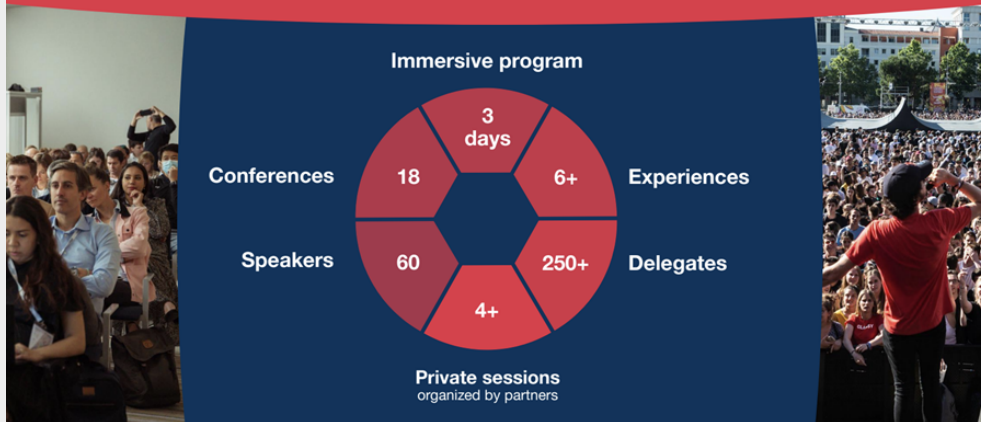 Immersive program
3
days
Conferences
18
6+
Experiences
Speakers
60
250+
Delegates
4+
Private sessions
organized by partners